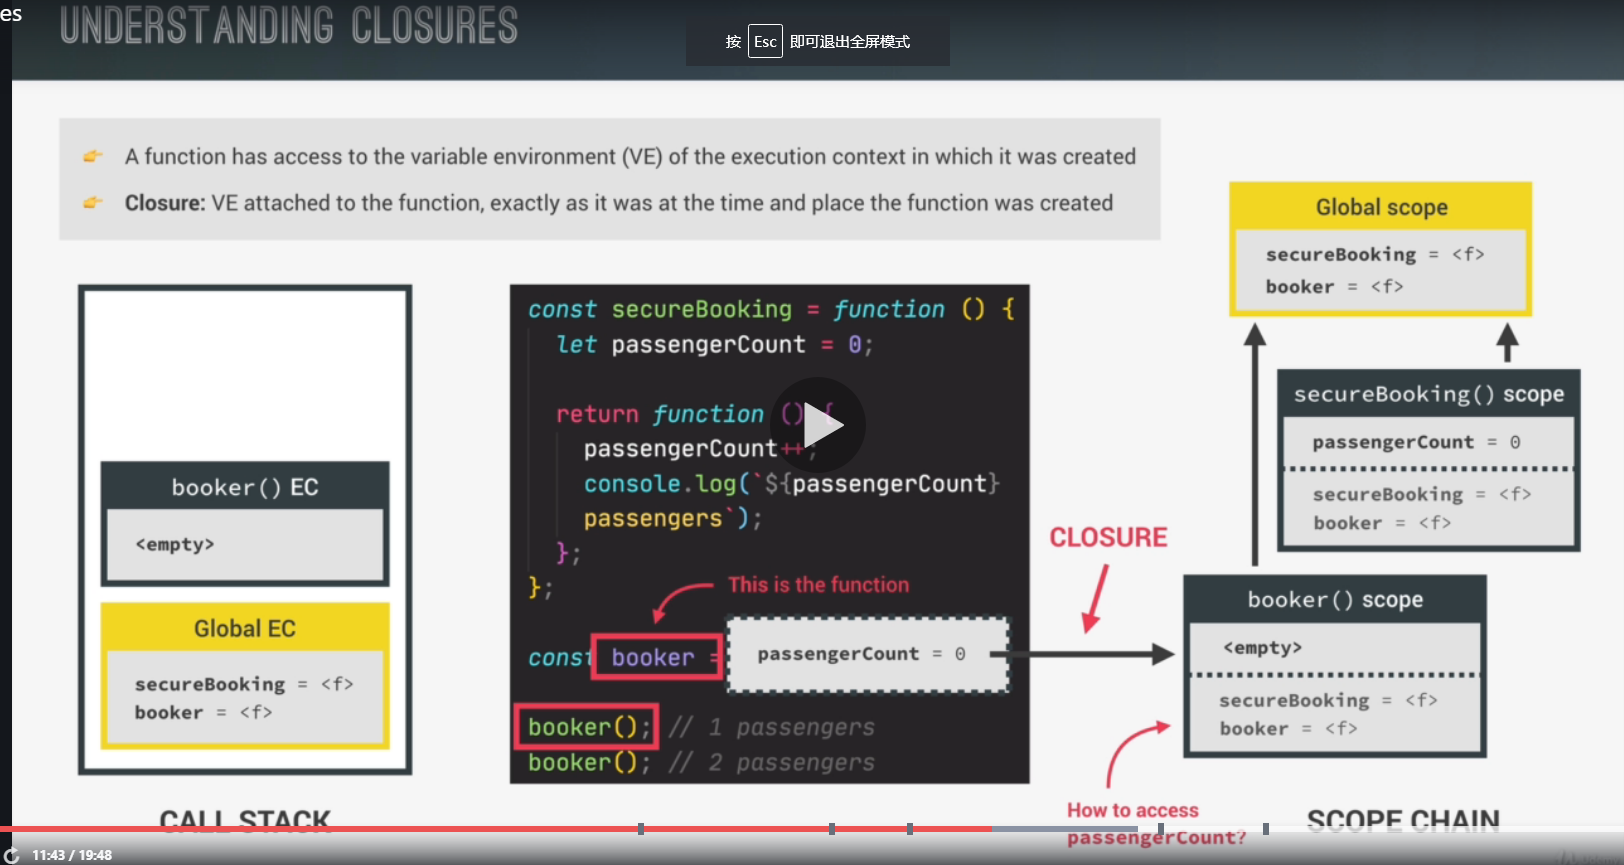 es
UNDERSTANDING CLOSURES
按 Esc 即可退出全屏模式
👉 A function has access to the variable environment (VE) of the execution context in which it was created
👉 Closure: VE attached to the function, exactly as it was at the time and place the function was created
booker() EC
<empty>
Global EC
secureBooking = <f>
booker = <f>
CALL STACK
const secureBooking = function () {
let passengerCount = 0;
return function () {
passengerCount++;
console.log(`${passengerCount}
passengers`);
};
};
This is the function
const booker =
passengerCount = 0
booker(); // 1 passengers
booker(); // 2 passengers
CLOSURE
Global scope
secureBooking = <f>
booker = <f>
secureBooking() scope
passengerCount = 0
secureBooking = <f>
booker = <f>
booker() scope
<empty>
secureBooking = <f>
booker = <f>
How to access
passengerCount?
SCOPE CHAIN
11:43 / 19:48